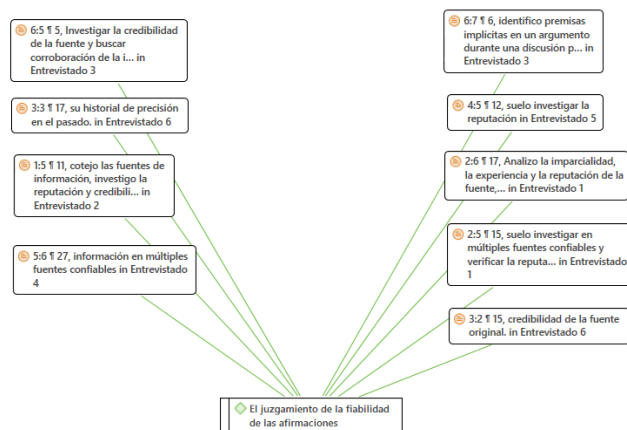 6:5 ¶ 5, Investigar la credibilidad
de la fuente y buscar
corroboración de la i... in
Entrevistado 3
3:3 ¶ 17, su historial de precisión
en el pasado. in Entrevistado 6
1:5 ¶ 11, cotejo las fuentes de
información, investigo la
reputación y credibili... in
Entrevistado 2
5:6 ¶ 27, información en múltiples
fuentes confiables in Entrevistado
4
6:7 ¶ 6, identifico premisas
implícitas en un argumento
durante una discusión p... in
Entrevistado 3
4:5 ¶ 12, suelo investigar la
reputación in Entrevistado 5
2:6 ¶ 17, Analizo la imparcialidad,
la experiencia y la reputación de la
fuente,... in Entrevistado 1
2:5 ¶ 15, suelo investigar en
múltiples fuentes confiables y
verificar la reputa... in Entrevistado
1
3:2 ¶ 15, credibilidad de la fuente
original. in Entrevistado 6
El juzgamiento de la fiabilidad
de las afirmaciones